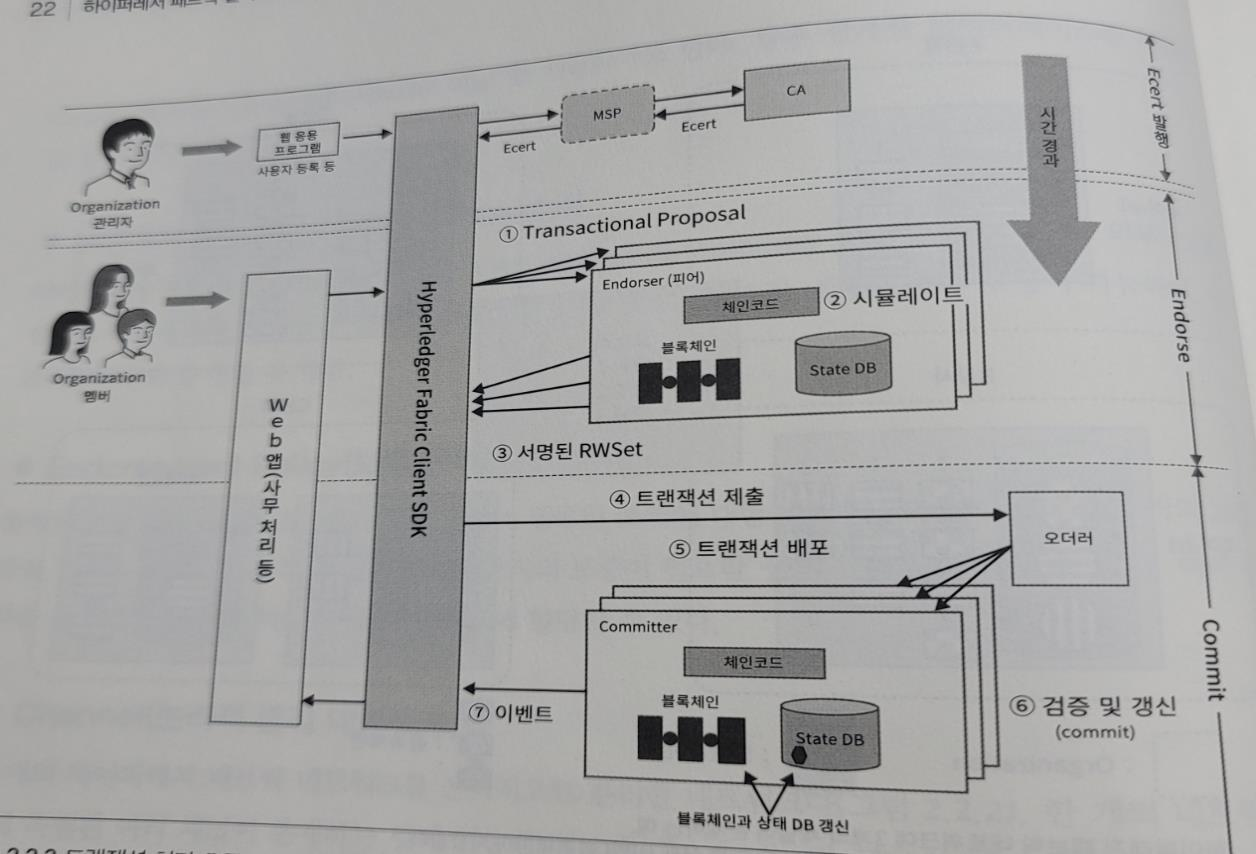 22
Ecert 발행
시간 경과
MSP
CA
Ecert
Ecert
웹 응용
프로그램
사용자 등록 등
Organization
관리자
① Transactional Proposal
Endorser (피어)
체인코드
② 시뮬레이트
블록체인
State DB
Endorse
Organization
멤버
Web앱(사무처리 등)
Hyperledger Fabric Client SDK
③ 서명된 RWSet
④ 트랜잭션 제출
⑤ 트랜잭션 배포
오더러
Committer
체인코드
블록체인
State DB
⑥ 검증 및 갱신
(commit)
⑦ 이벤트
Commit
블록체인과 상태 DB 갱신